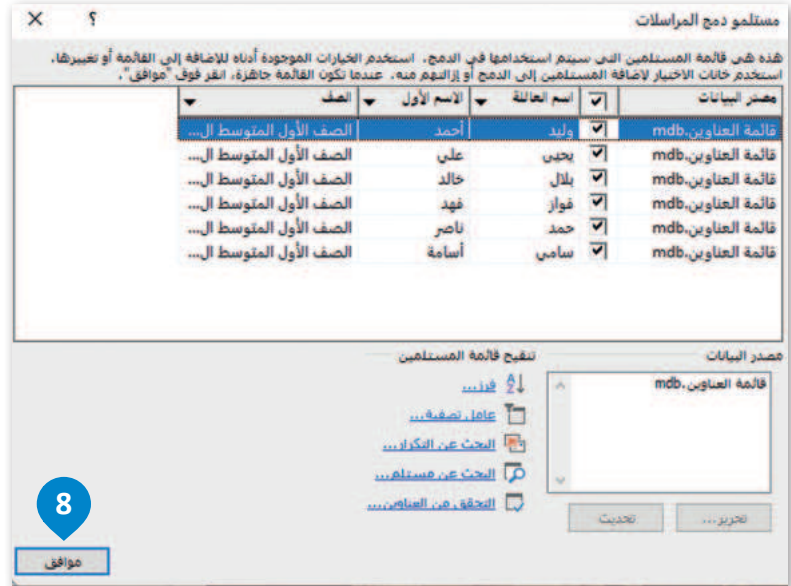 مستلمو دمج المراسلات ؟
هذه هي قائمة المستلمين التي سيتم استخدامها في الدمج. استخدم الخيارات الموجودة أدناه للإضافة إلى القائمة أو تغييرها.
استخدم خانات الاختيار لإضافة المستلمين إلى الدمج أو إزالتهم منه. عندما تكون القائمة جاهزة، انقر فوق "موافق".
مصدر البيانات اسم العائلة الاسم الأول الصف
قائمة العناوين.mdb وليد أحمد الصف الأول المتوسط ال...
قائمة العناوين.mdb يحيى علي الصف الأول المتوسط ال...
قائمة العناوين.mdb بلال خالد الصف الأول المتوسط ال...
قائمة العناوين.mdb فواز فهد الصف الأول المتوسط ال...
قائمة العناوين.mdb حمد ناصر الصف الأول المتوسط ال...
قائمة العناوين.mdb سامي أسامة الصف الأول المتوسط ال...
مصدر البيانات تنقيح قائمة المستلمين
قائمة العناوين.mdb
فرز...
عامل تصفية...
البحث عن التكرار...
البحث عن مستلم...
التحقق من العناوين...
تحرير... تحديث
8
موافق